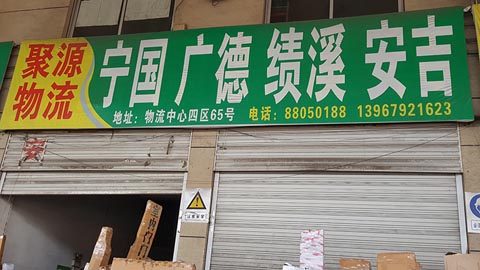 聚源
物流
宁国 广德 绩溪 安吉
地址: 物流中心四区65号 电话: 88050188 13967921623